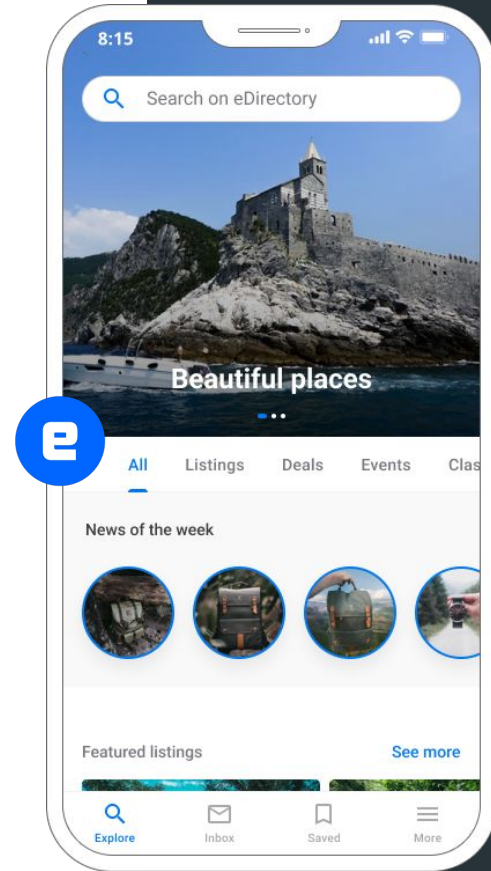 8:15
Search on eDirectory
Beautiful places
e
All Listings Deals Events Clas
News of the week
Featured listings See more
Explore Inbox Saved More